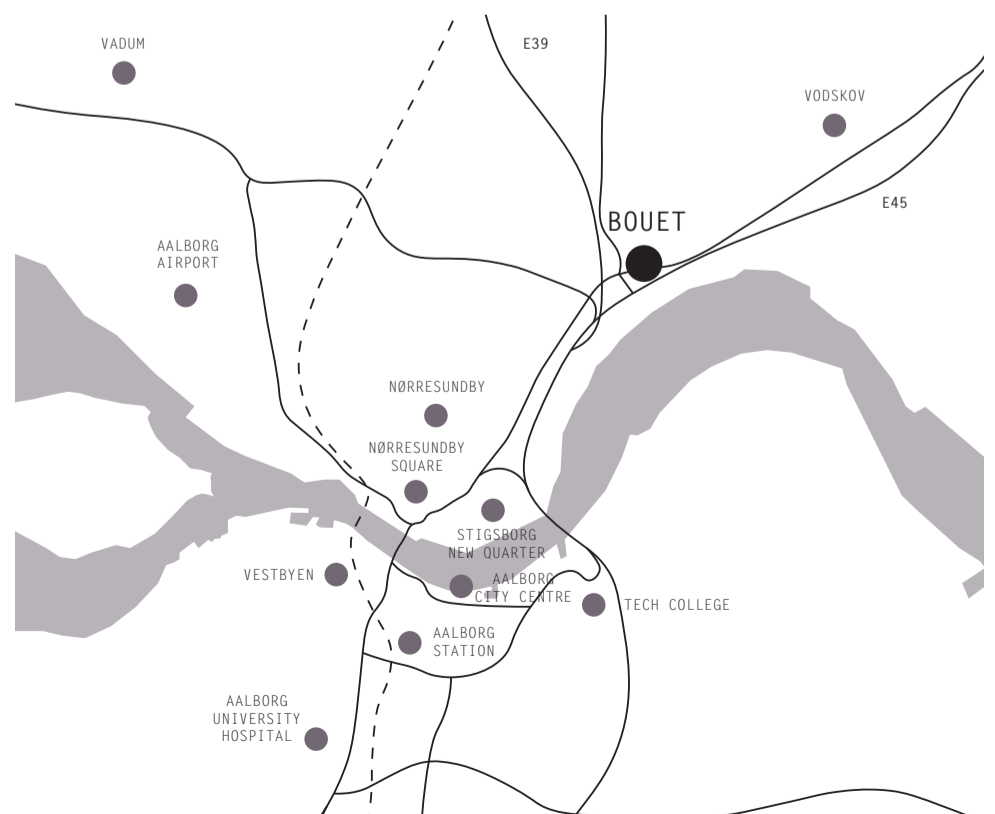 VADUM
E39
VODSKOV
E45
BOUET
AALBORG
AIRPORT
NØRRESUNDBY
NØRRESUNDBY
SQUARE
STIGSBORG
NEW QUARTER
VESTBYEN
AALBORG
CITY CENTRE
TECH COLLEGE
AALBORG
STATION
AALBORG
UNIVERSITY
HOSPITAL